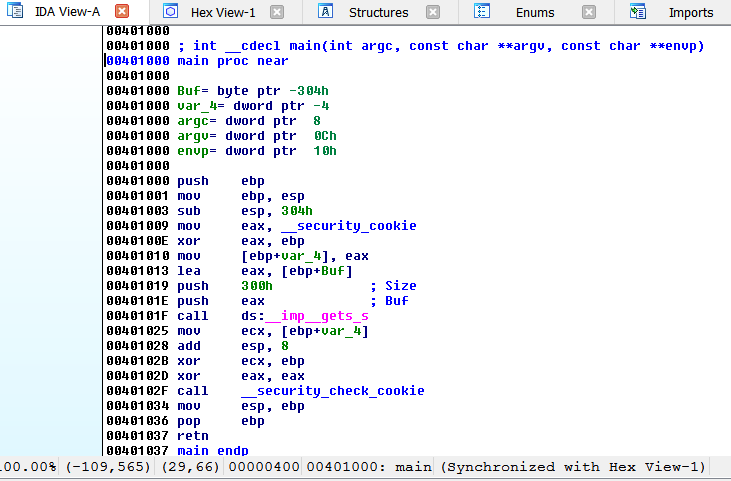 IDA View-A Hex View-1 Structures Enums Imports
00401000
00401000 ; int __cdecl main(int argc, const char **argv, const char **envp)
00401000 main proc near
00401000
00401000 Buf= byte ptr -304h
00401000 var_4= dword ptr -4
00401000 argc= dword ptr  8
00401000 argv= dword ptr  0Ch
00401000 envp= dword ptr  10h
00401000
00401000 push    ebp
00401001 mov     ebp, esp
00401003 sub     esp, 304h
00401009 mov     eax, __security_cookie
0040100E xor     eax, ebp
00401010 mov     [ebp+var_4], eax
00401013 lea     eax, [ebp+Buf]
00401019 push    300h            ; Size
0040101E push    eax             ; Buf
0040101F call    ds:__imp__gets_s
00401025 mov     ecx, [ebp+var_4]
00401028 add     esp, 8
0040102B xor     ecx, ebp
0040102D xor     eax, eax
0040102F call    __security_check_cookie
00401034 mov     esp, ebp
00401036 pop     ebp
00401037 retn
00401037 main endp
100.00% (-109,565) (29,66) 00000400 00401000: main (Synchronized with Hex View-1)